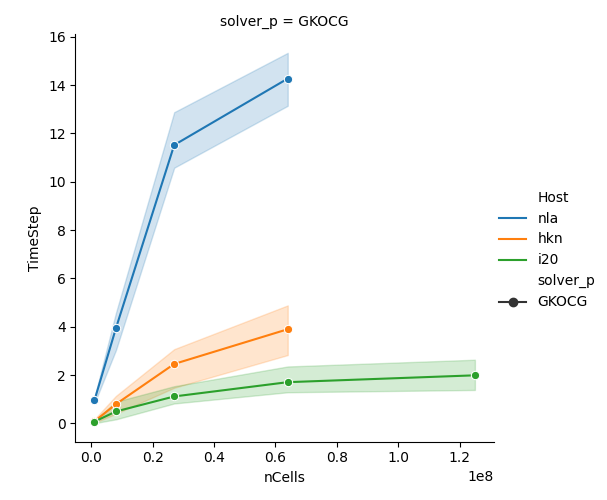 solver_p = GKOCG
16
14
12
10
8
6
4
2
0
TimeStep
0.0 0.2 0.4 0.6 0.8 1.0 1.2
1e8
nCells
Host
nla
hkn
i20
solver_p
GKOCG